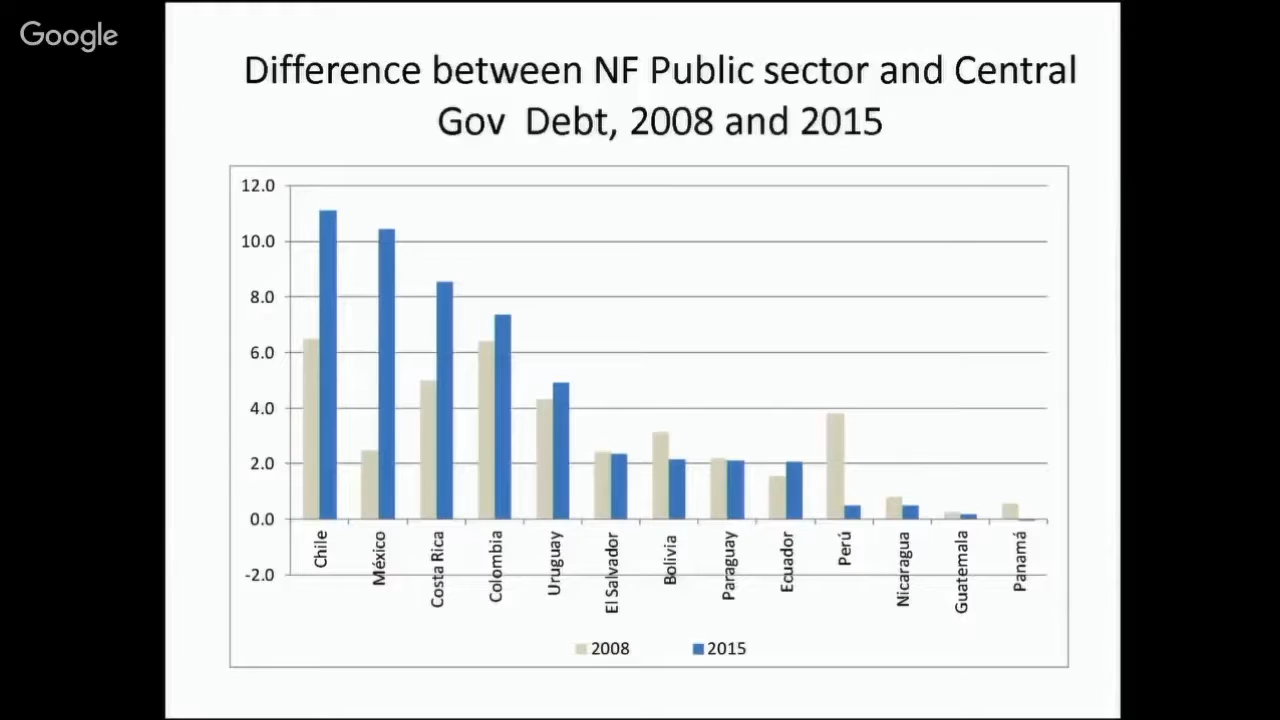 Google
Difference between NF Public sector and Central
Gov Debt, 2008 and 2015
12.0
10.0
8.0
6.0
4.0
2.0
0.0
-2.0
Chile
México
Costa Rica
Colombia
Uruguay
El Salvador
Bolivia
Paraguay
Ecuador
Perú
Nicaragua
Guatemala
Panamá
2008
2015